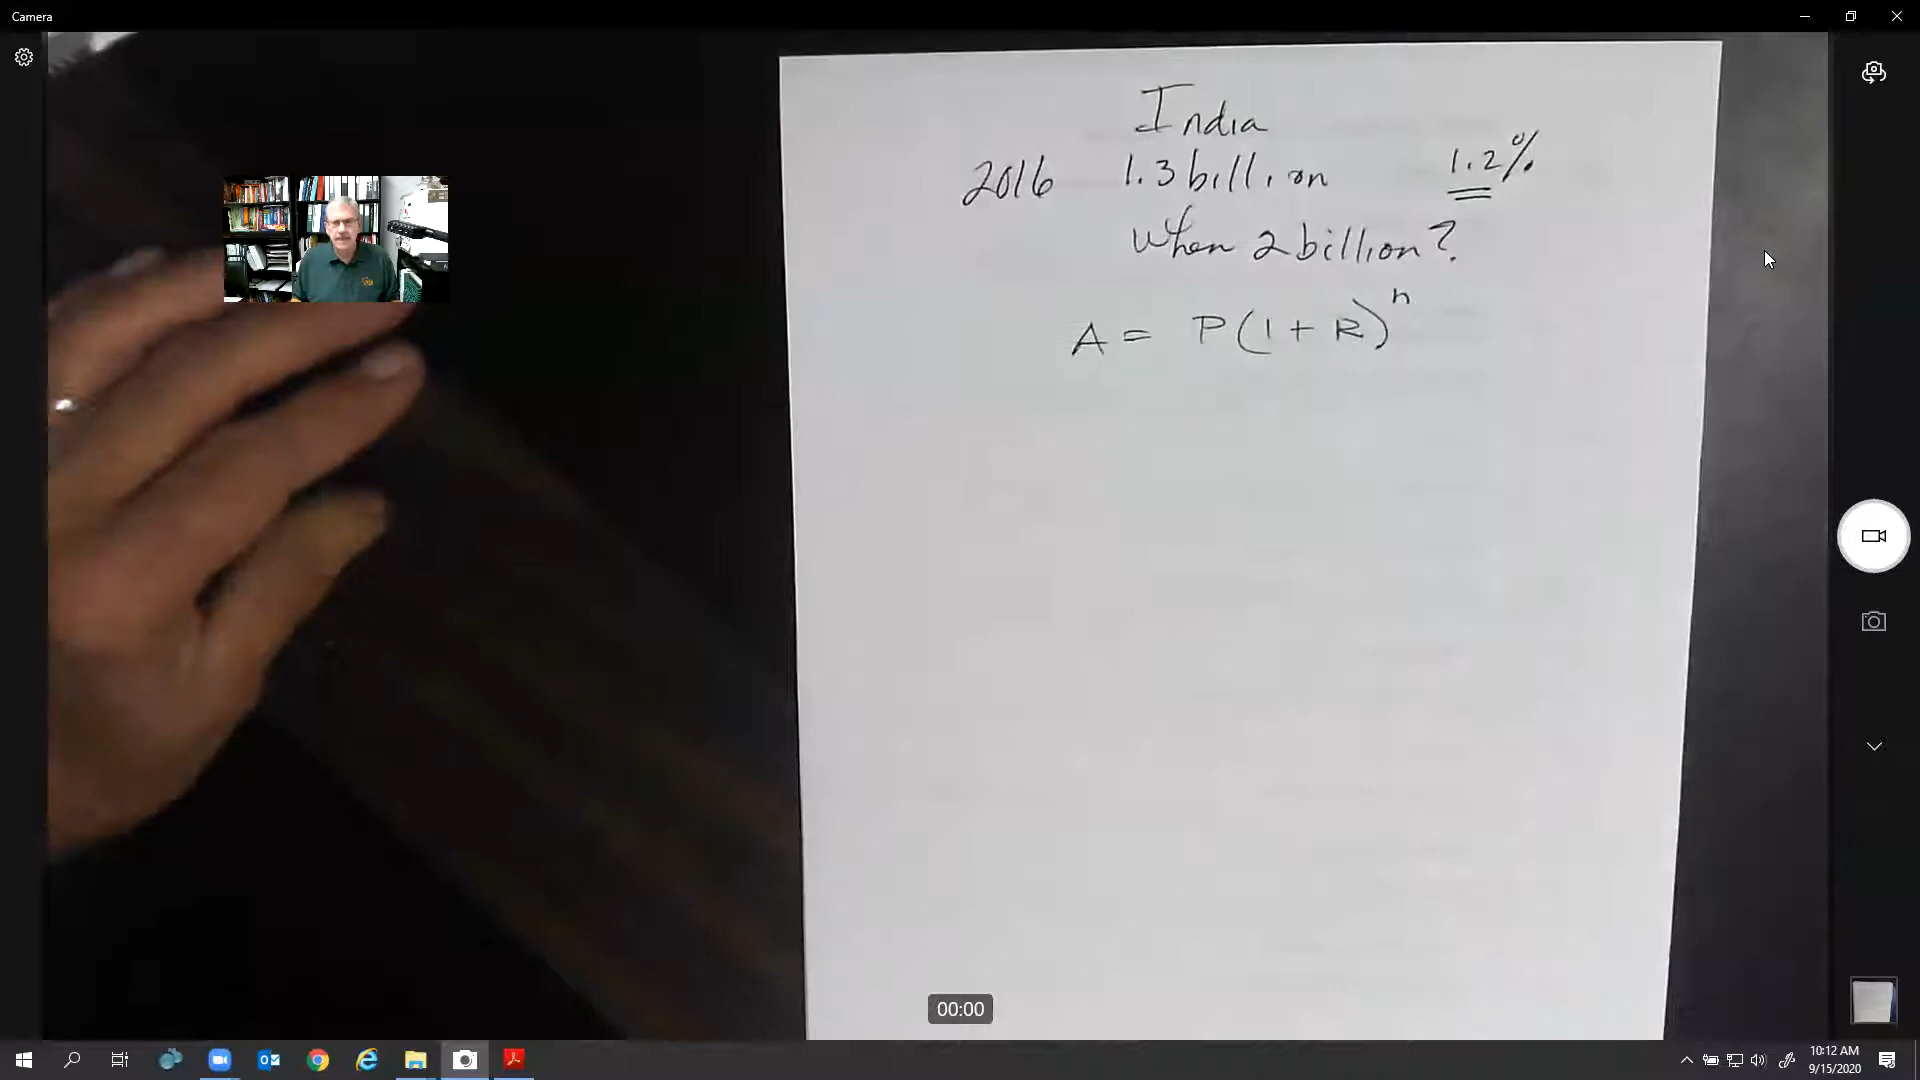 Camera
India
2016 1.3 billion 1.2%
When 2 billion?
A = P(1+R)^n
00:00
10:12 AM
9/15/2020